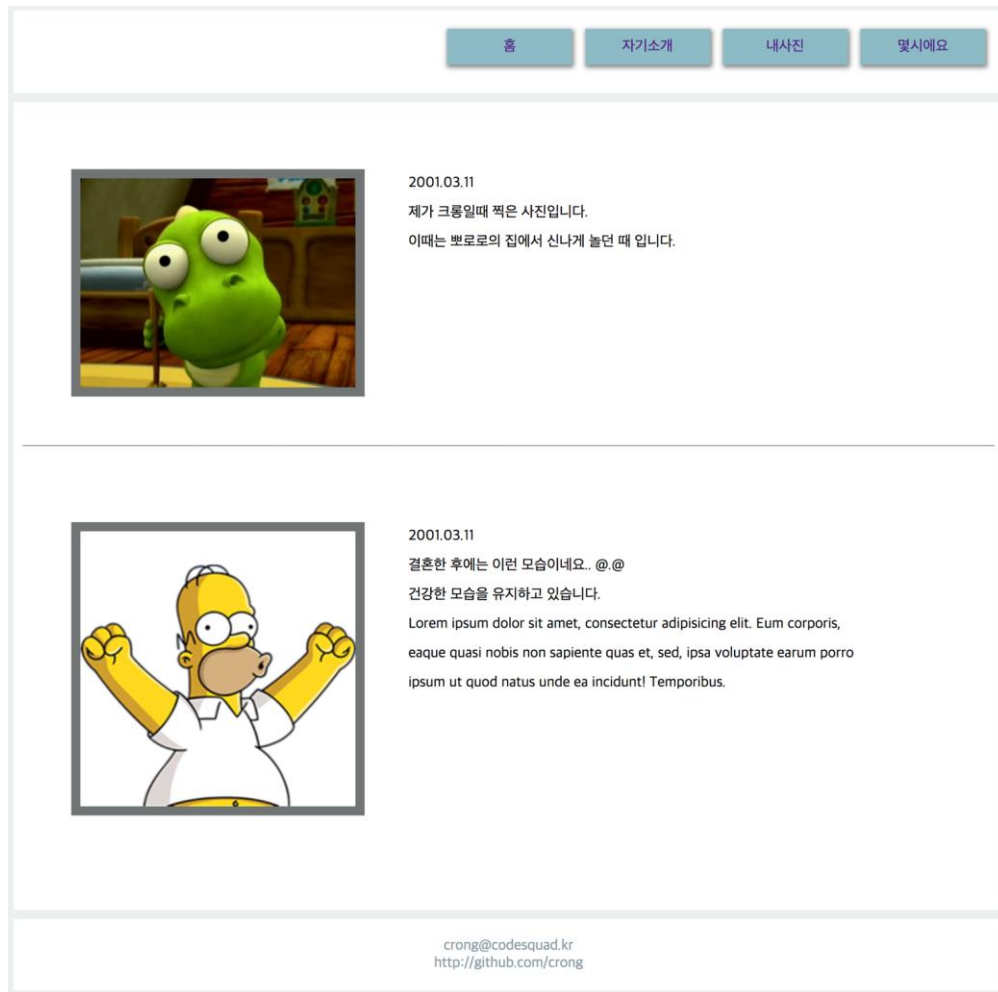 홈 자기소개 내사진 몇시에요
2001.03.11
제가 크롱일때 찍은 사진입니다.
이때는 뽀로로의 집에서 신나게 놀던 때 입니다.
2001.03.11
결혼한 후에는 이런 모습이네요.. @.@
건강한 모습을 유지하고 있습니다.
Lorem ipsum dolor sit amet, consectetur adipisicing elit. Eum corporis,
eaque quasi nobis non sapiente quas et, sed, ipsa voluptate earum porro
ipsum ut quod natus unde ea incidunt! Temporibus.
crong@codesquad.kr
http://github.com/crong